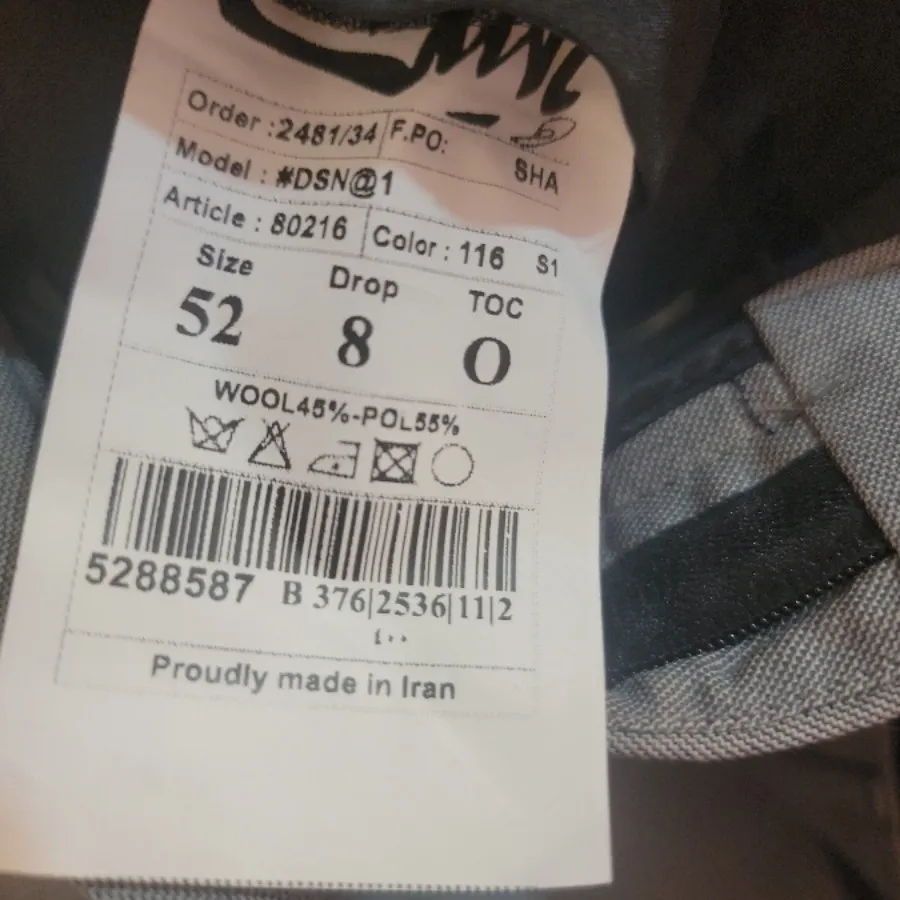 Order :2481/34 F.PO: SHA
Model : #DSN@1
Article : 80216 Color : 116 S1
Size Drop TOC
52 8 O
WOOL45%-POL55%
5288587 B 376|2536|11|2
Proudly made in Iran